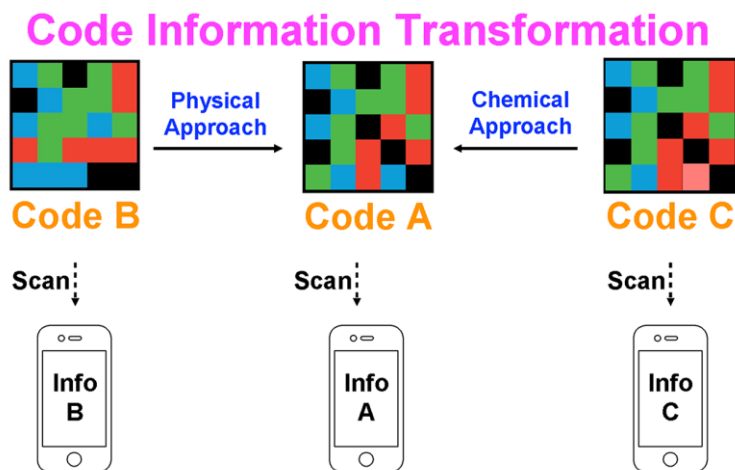 Code Information Transformation
Physical
Approach
Chemical
Approach
Code B
Code A
Code C
Scan
Scan
Scan
Info
B
Info
A
Info
C